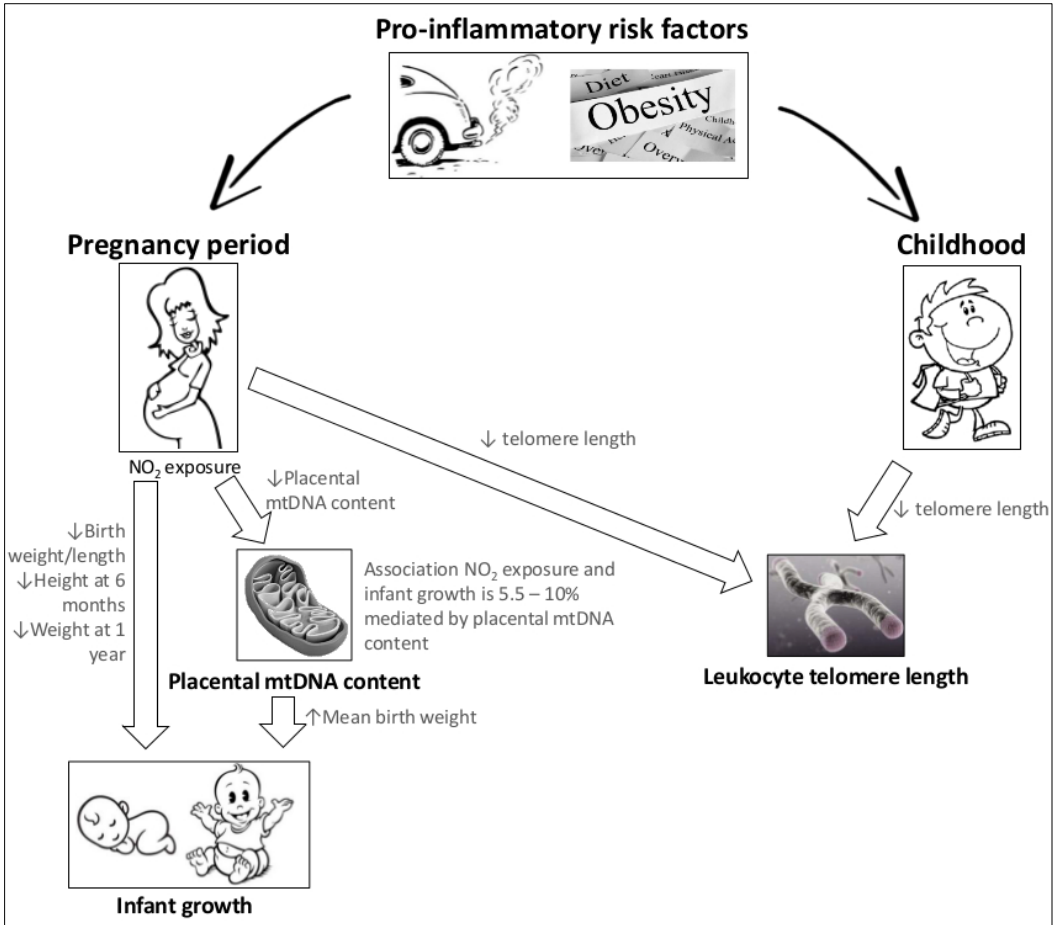 Pro-inflammatory risk factors
Diet
Obesity
Physical
Pregnancy period
Childhood
NO₂ exposure
↓ telomere length
↓Placental
mtDNA content
↓ telomere length
↓Birth
weight/length
↓Height at 6
months
↓Weight at 1
year
Association NO₂ exposure and
infant growth is 5.5 – 10%
mediated by placental mtDNA
content
Placental mtDNA content
Leukocyte telomere length
↑Mean birth weight
Infant growth